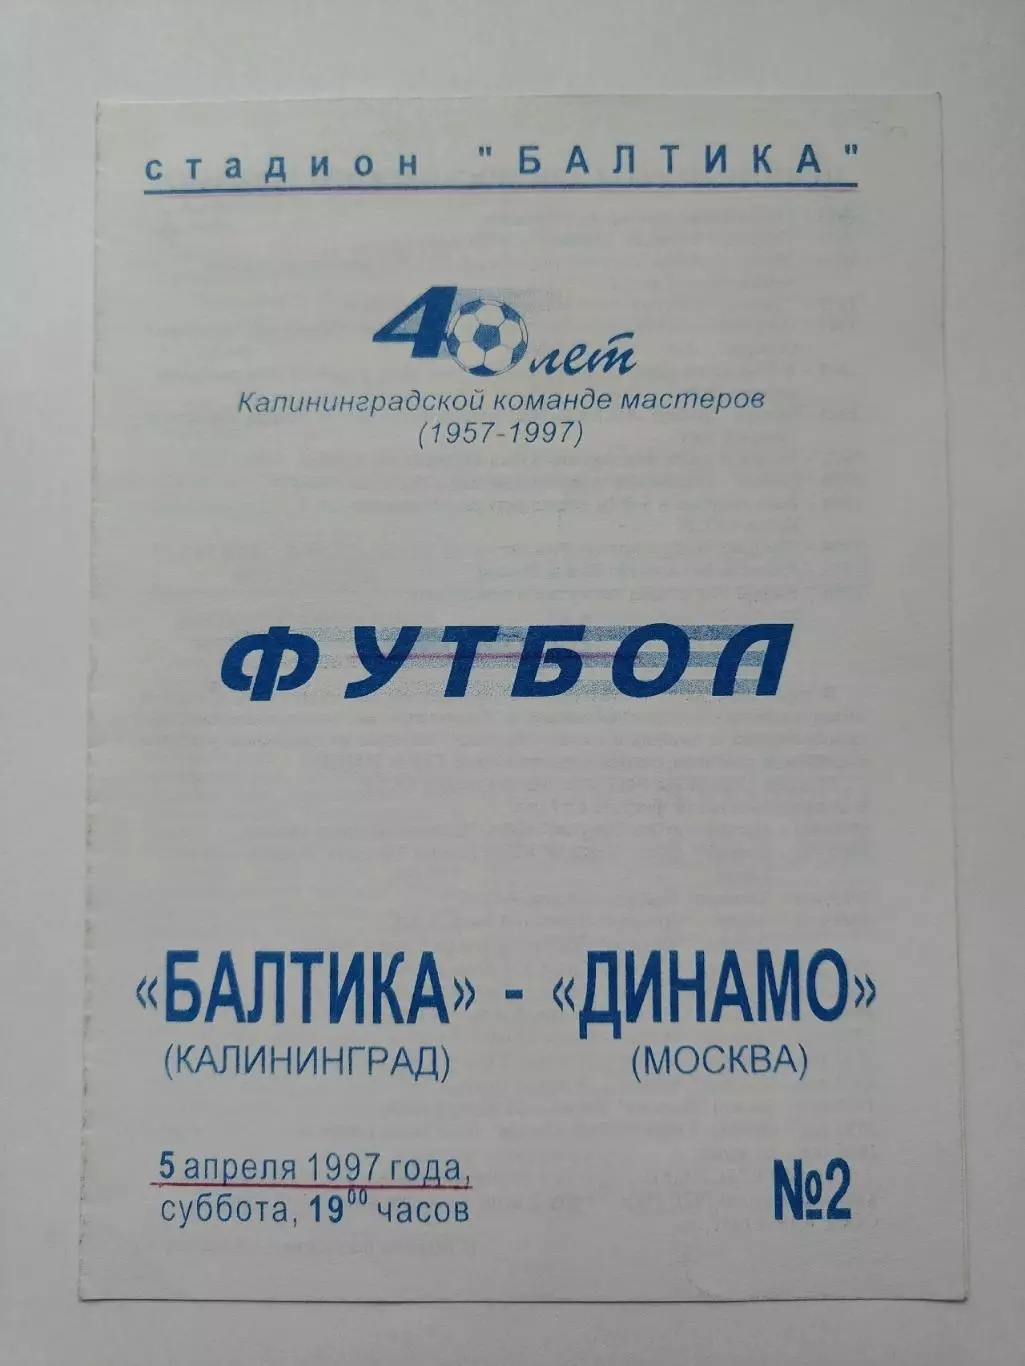 стадион "БАЛТИКА"
40 лет
Калининградской команде мастеров
(1957-1997)
ФУТБОЛ
«БАЛТИКА» - «ДИНАМО»
(КАЛИНИНГРАД) (МОСКВА)
5 апреля 1997 года,
суббота, 19⁰⁰ часов №2